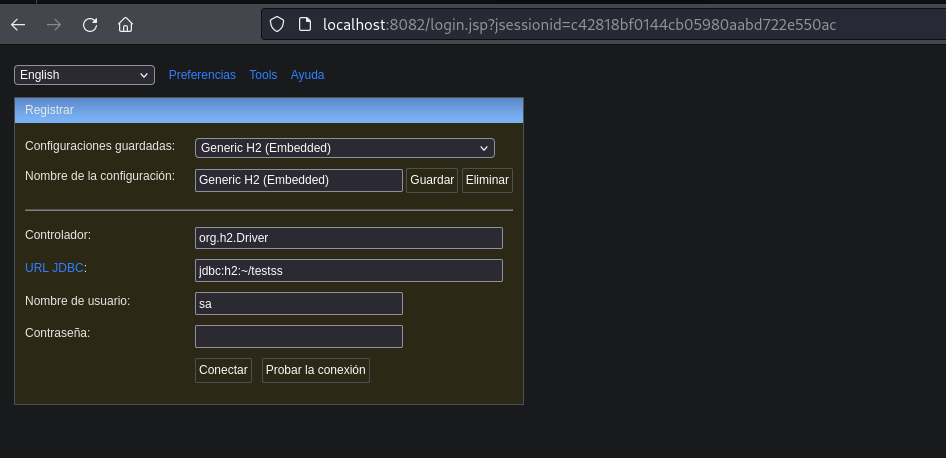 localhost:8082/login.jsp?jsessionid=c42818bf0144cb05980aabd722e550ac
English Preferencias Tools Ayuda
Registrar
Configuraciones guardadas: Generic H2 (Embedded)
Nombre de la configuración: Generic H2 (Embedded) Guardar Eliminar
Controlador: org.h2.Driver
URL JDBC: jdbc:h2:~/testss
Nombre de usuario: sa
Contraseña:
Conectar Probar la conexión